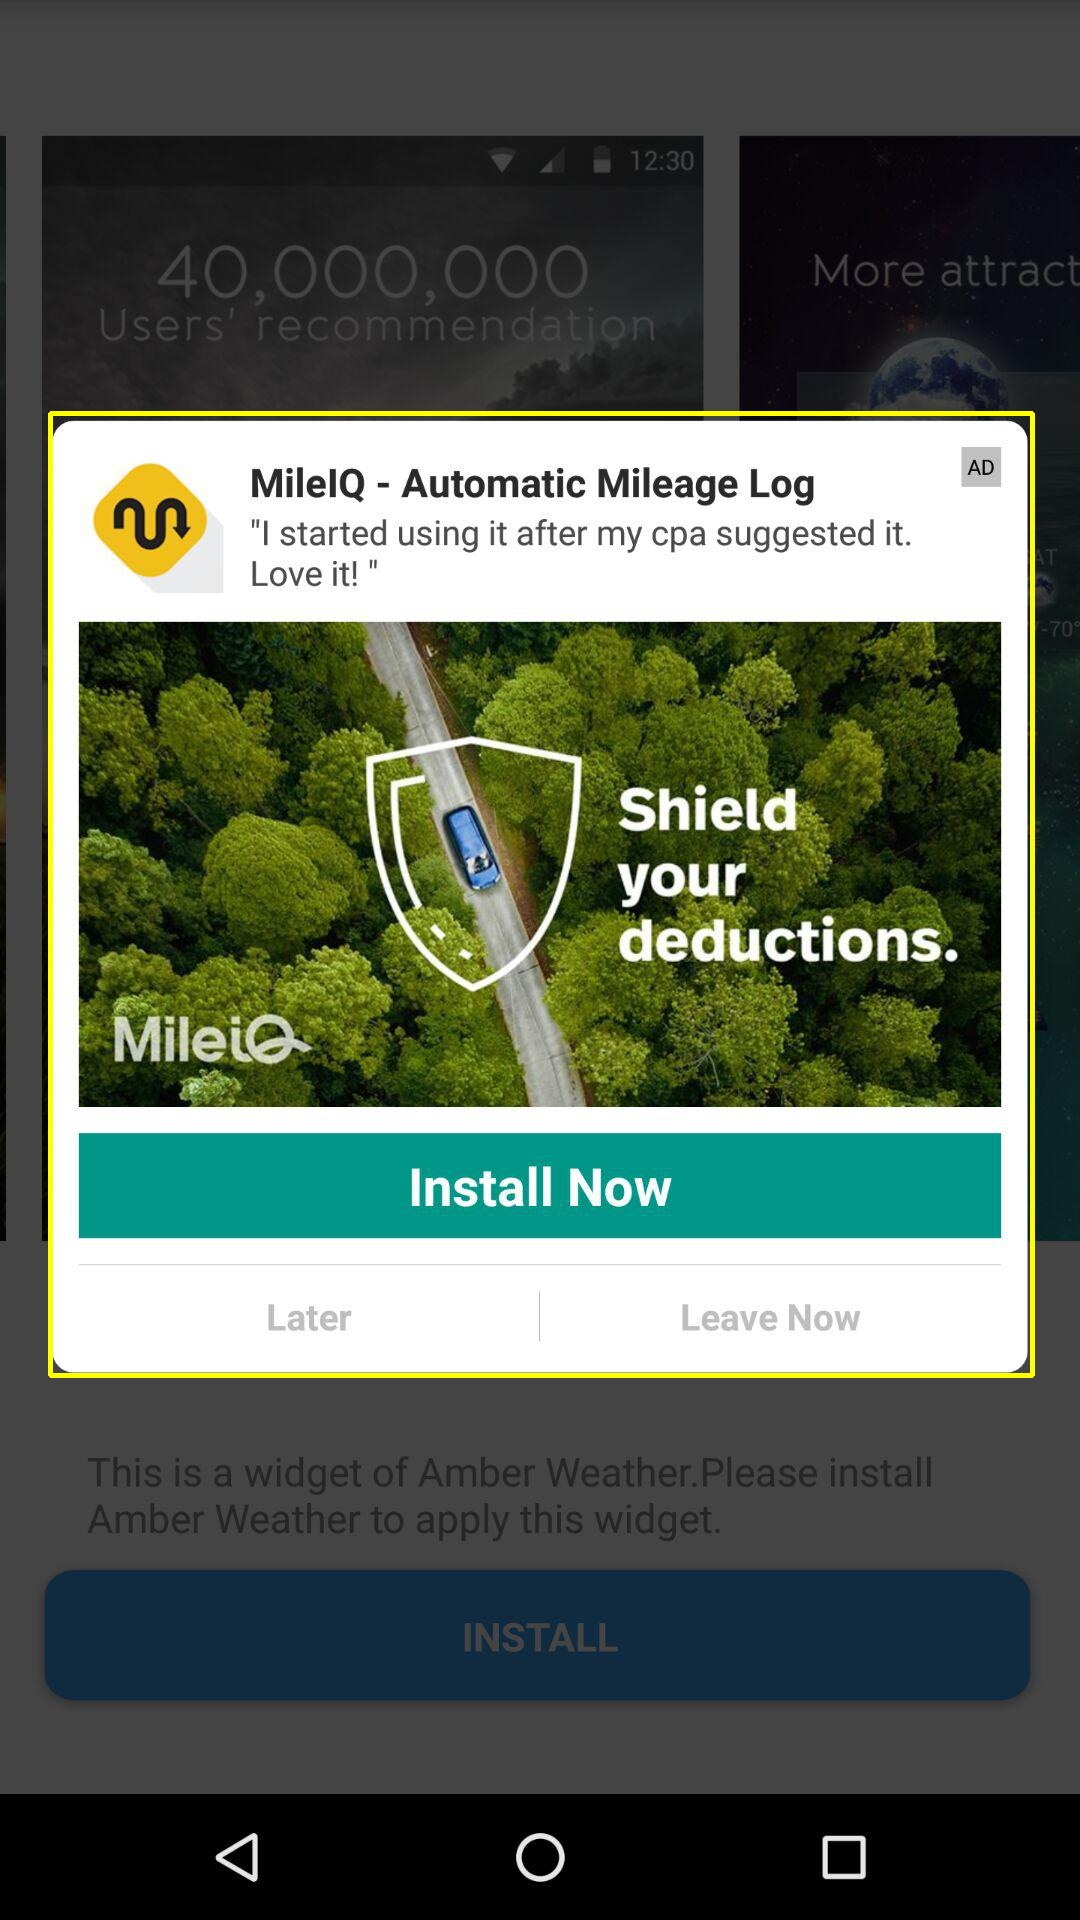 12:30
40,000,000
Users' recommendation
More attract
MileIQ - Automatic Mileage Log
AD
"I started using it after my cpa suggested it.
Love it! "
Shield
your
deductions.
MileIQ
Install Now
Later
Leave Now
This is a widget of Amber Weather.Please install
Amber Weather to apply this widget.
INSTALL